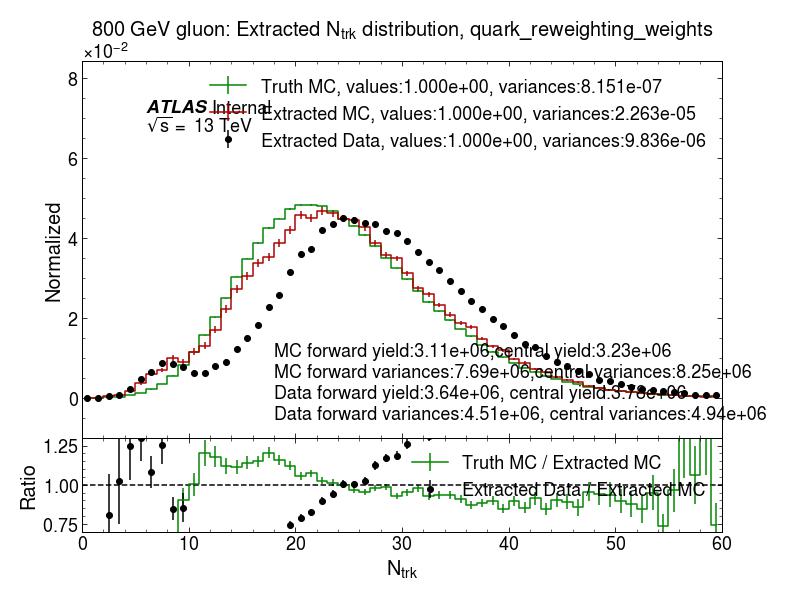 800 GeV gluon: Extracted Ntrk distribution, quark_reweighting_weights
×10−2
Truth MC, values:1.000e+00, variances:8.151e-07
ATLAS Internal
Extracted MC, values:1.000e+00, variances:2.263e-05
√s = 13 TeV
Extracted Data, values:1.000e+00, variances:9.836e-06
8
6
4
2
0
Normalized
MC forward yield:3.11e+06,central yield:3.23e+06
MC forward variances:7.69e+06,central variances:8.25e+06
Data forward variances:4.51e+06, central variances:4.94e+06
Data forward yield:3.64e+06, central yield:
1.25
1.00
0.75
Ratio
Truth MC / Extracted MC
Extracted Data / Extracted MC
0 10 20 30 40 50 60
Ntrk